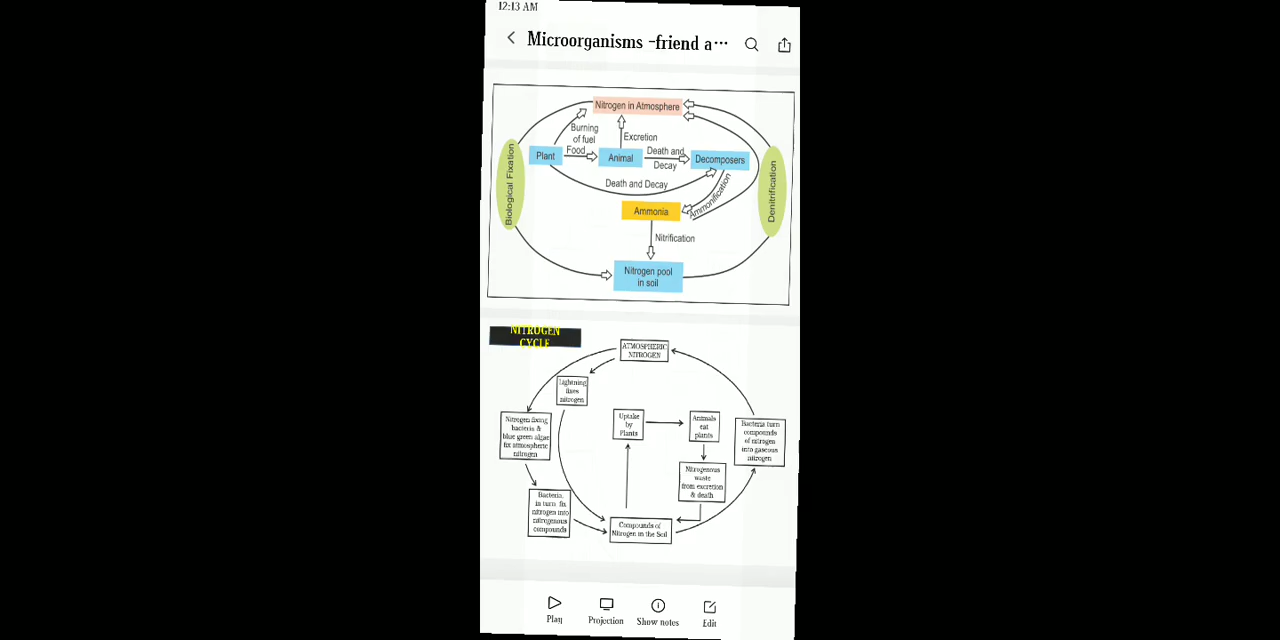 12:13 AM
Microorganisms -friend a...
Nitrogen in Atmosphere
Burning
of fuel
Excretion
Food
Plant
Animal
Death and
Decay
Decomposers
Death and Decay
Ammonification
Biological Fixation
Denitrification
Ammonia
Nitrification
Nitrogen pool
in soil
NITROGEN
CYCLE
ATMOSPHERIC
NITROGEN
Lightning
fixes
nitrogen
Nitrogen fixing
bacteria &
blue green algae
fix atmospheric
nitrogen
Uptake
by
Plants
Animals
eat
plants
Bacteria turn
compounds
of nitrogen
into gaseous
nitrogen
Nitrogenous
waste
from excretion
& death
Bacteria,
in turn fix
nitrogen into
nitrogenous
compounds
Compounds of
Nitrogen in the Soil
Play
Projection
Show notes
Edit